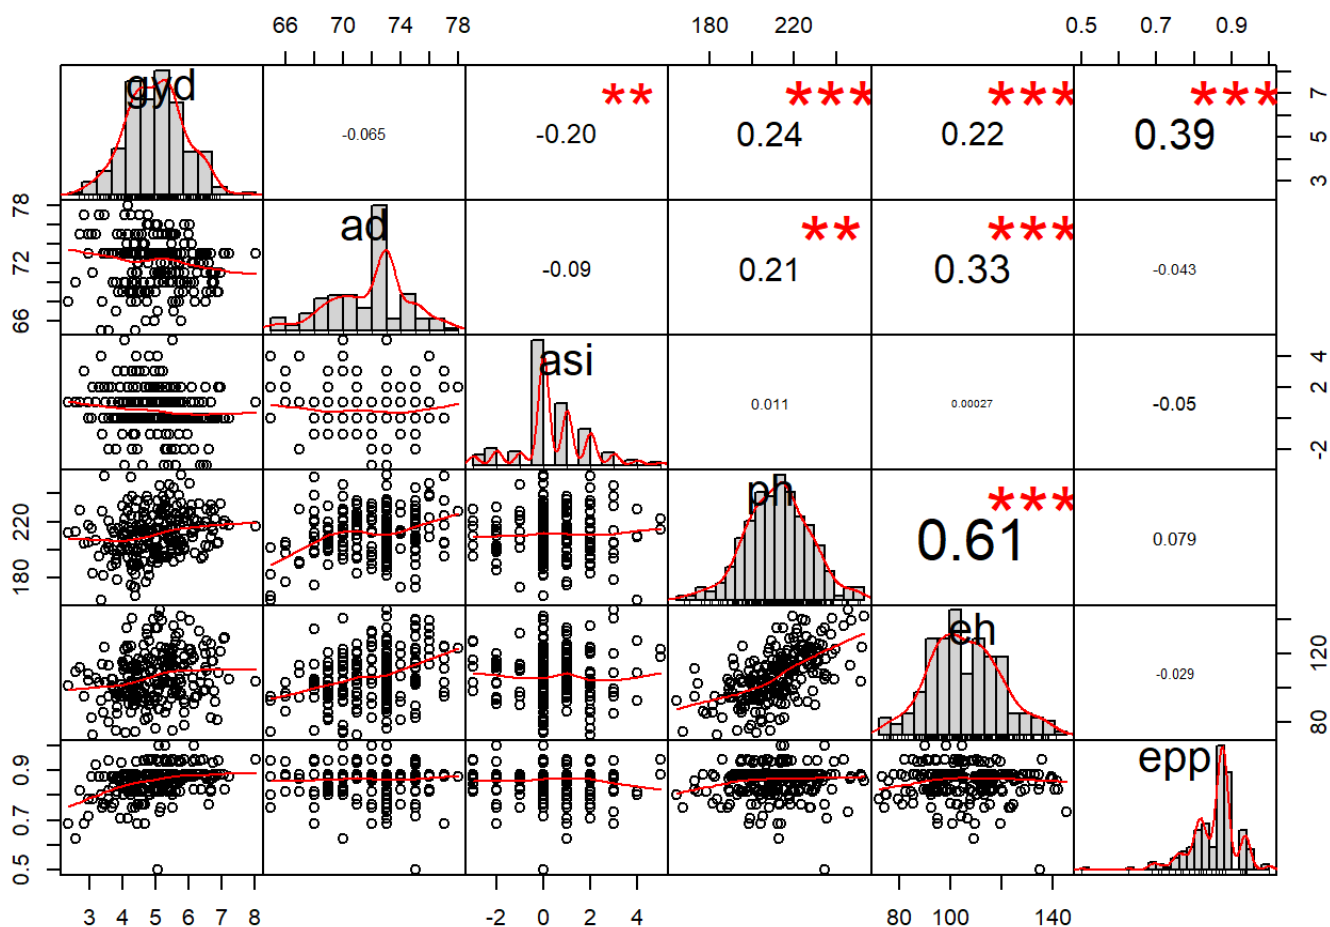 66 70 74 78 180 220 0.5 0.7 0.9
gyd -0.065 ** -0.20 *** 0.24 *** 0.22 *** 0.39 3 5 7
66 72 78 ad -0.09 ** 0.21 *** 0.33 -0.043
asi 0.011 0.00027 -0.05 -2 2 4
180 220 ph *** 0.61 0.079
eh -0.029 80 120
0.5 0.7 0.9 epp
3 4 5 6 7 8 -2 0 2 4 80 100 140